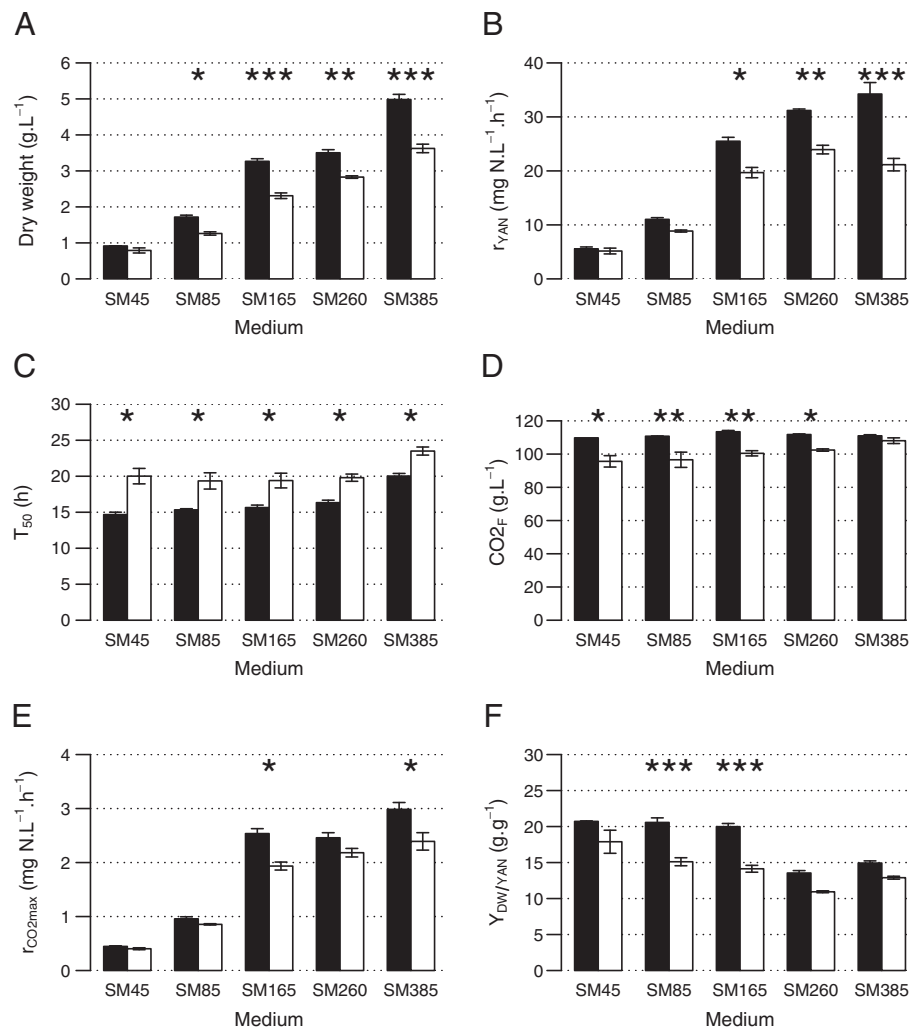 A
Dry weight (g.L⁻¹)
6
5
4
3
2
1
0
* *** ** ***
SM45 SM85 SM165 SM260 SM385
Medium
B
r_YAN (mg N.L⁻¹.h⁻¹)
40
30
20
10
0
* ** ***
SM45 SM85 SM165 SM260 SM385
Medium
C
T₅₀ (h)
30
25
20
15
10
5
0
* * * * *
SM45 SM85 SM165 SM260 SM385
Medium
D
CO2_F (g.L⁻¹)
120
100
80
60
40
20
0
* ** ** *
SM45 SM85 SM165 SM260 SM385
Medium
E
r_CO2max (mg N.L⁻¹.h⁻¹)
4
3
2
1
0
* *
SM45 SM85 SM165 SM260 SM385
Medium
F
Y_DW/YAN (g.g⁻¹)
30
25
20
15
10
5
0
*** ***
SM45 SM85 SM165 SM260 SM385
Medium